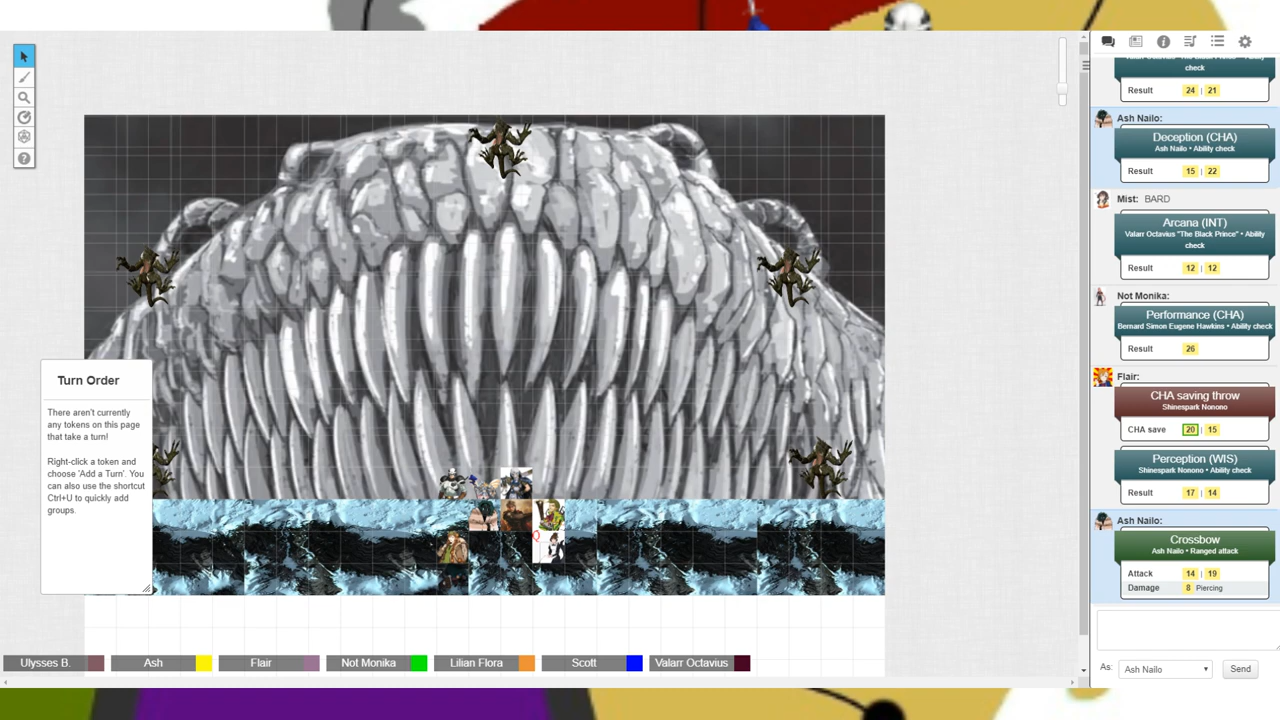 check
Result 24 | 21
Ash Nailo:
Deception (CHA)
Ash Nailo • Ability check
Result 15 | 22
Mist: BARD
Arcana (INT)
Valarr Octavius "The Black Prince" • Ability
check
Result 12 | 12
Not Monika:
Performance (CHA)
Bernard Simon Eugene Hawkins • Ability check
Result 26
Flair:
CHA saving throw
Shinespark Nonono
CHA save 20 | 15
Perception (WIS)
Shinespark Nonono • Ability check
Result 17 | 14
Ash Nailo:
Crossbow
Ash Nailo • Ranged attack
Attack 14 | 19
Damage 8 Piercing
As: Ash Nailo Send
Turn Order
There aren't currently
any tokens on this page
that take a turn!
Right-click a token and
choose 'Add a Turn'. You
can also use the shortcut
Ctrl+U to quickly add
groups.
Ulysses B. Ash Flair Not Monika Lilian Flora Scott Valarr Octavius